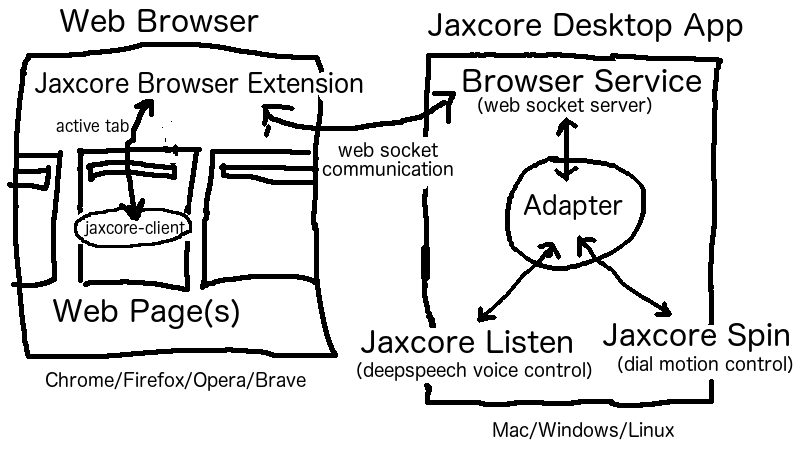 Web Browser
Jaxcore Desktop App
Jaxcore Browser Extension
active tab
jaxcore-client
Web Page(s)
Chrome/Firefox/Opera/Brave
web socket
communication
Browser Service
(web socket server)
Adapter
Jaxcore Listen
(deepspeech voice control)
Jaxcore Spin
(dial motion control)
Mac/Windows/Linux